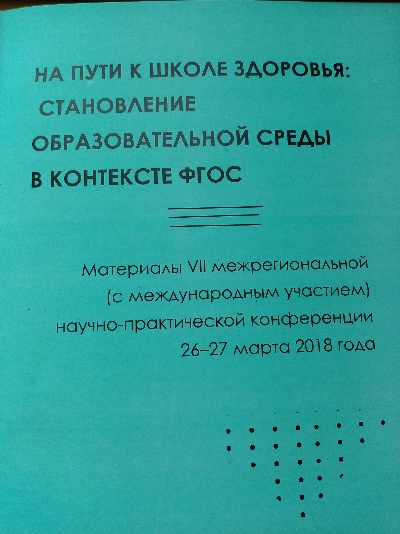 НА ПУТИ К ШКОЛЕ ЗДОРОВЬЯ:
СТАНОВЛЕНИЕ
ОБРАЗОВАТЕЛЬНОЙ СРЕДЫ
В КОНТЕКСТЕ ФГОС
Материалы VII межрегиональной
(с международным участием)
научно-практической конференции
26–27 марта 2018 года